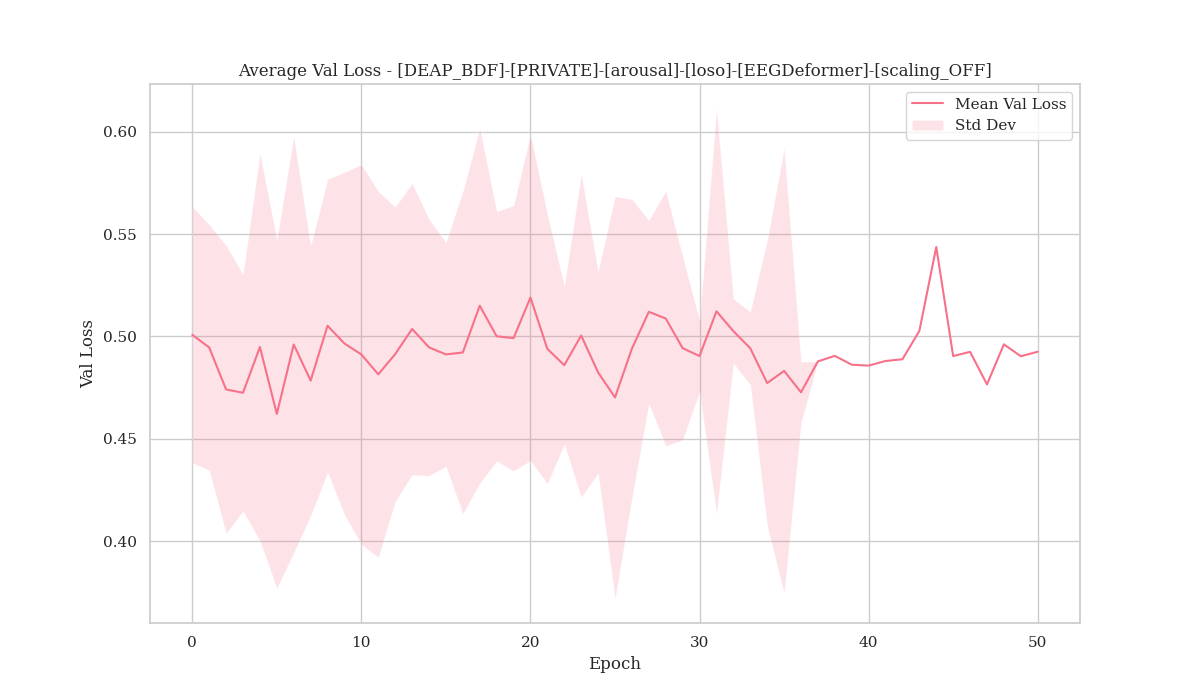 Average Val Loss - [DEAP_BDF]-[PRIVATE]-[arousal]-[loso]-[EEGDeformer]-[scaling_OFF]
Mean Val Loss
Std Dev
0.60
0.55
0.50
0.45
0.40
Val Loss
0 10 20 30 40 50
Epoch